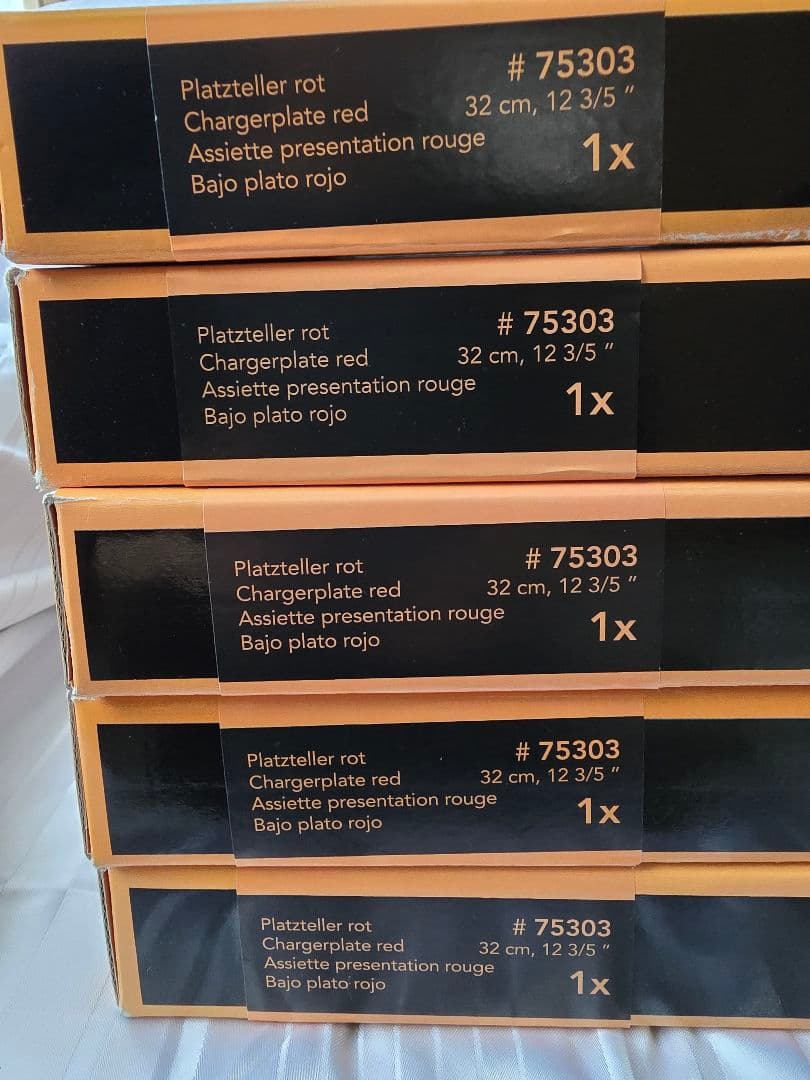 Platzteller rot # 75303
Chargerplate red 32 cm, 12 3/5 "
Assiette presentation rouge
Bajo plato rojo 1x
Platzteller rot # 75303
Chargerplate red 32 cm, 12 3/5 "
Assiette presentation rouge
Bajo plato rojo 1x
Platzteller rot # 75303
Chargerplate red 32 cm, 12 3/5 "
Assiette presentation rouge
Bajo plato rojo 1x
Platzteller rot # 75303
Chargerplate red 32 cm, 12 3/5 "
Assiette presentation rouge
Bajo plato rojo 1x
Platzteller rot # 75303
Chargerplate red 32 cm, 12 3/5 "
Assiette presentation rouge
Bajo plato rojo 1x